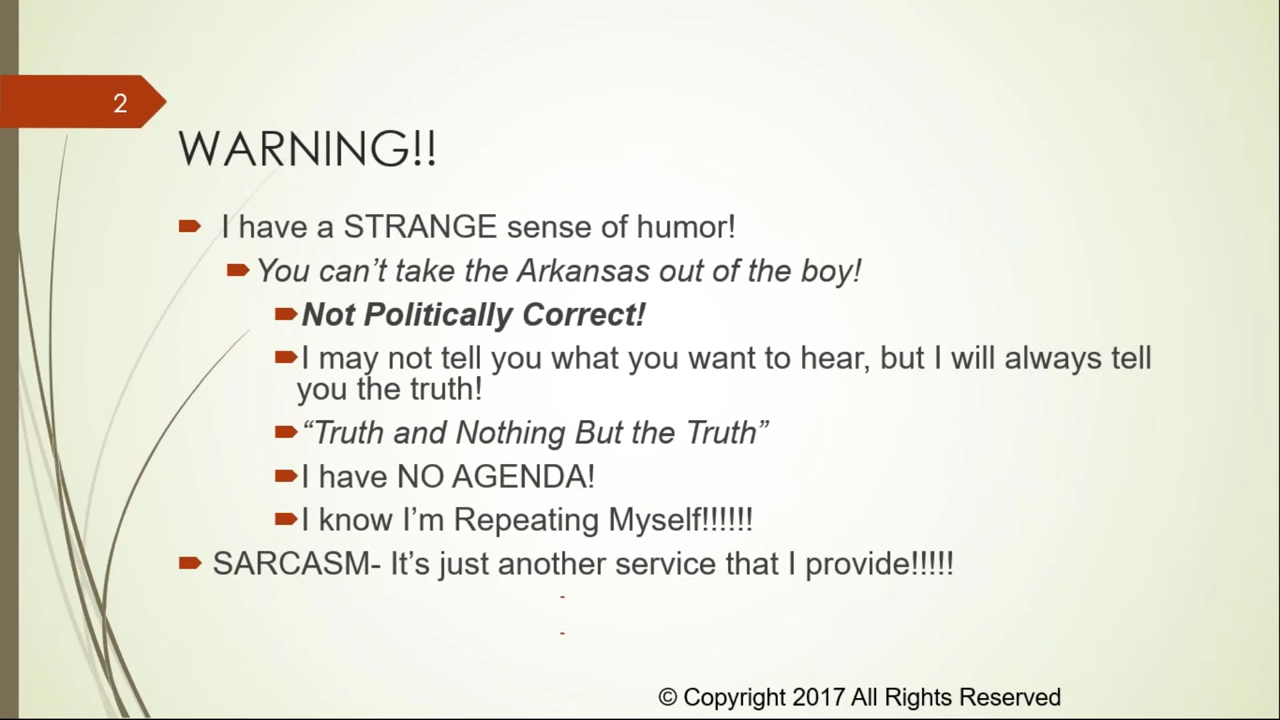 2
WARNING!!
I have a STRANGE sense of humor!
You can’t take the Arkansas out of the boy!
Not Politically Correct!
I may not tell you what you want to hear, but I will always tell
you the truth!
“Truth and Nothing But the Truth”
I have NO AGENDA!
I know I’m Repeating Myself!!!!!!
SARCASM- It’s just another service that I provide!!!!!
-
-
© Copyright 2017 All Rights Reserved